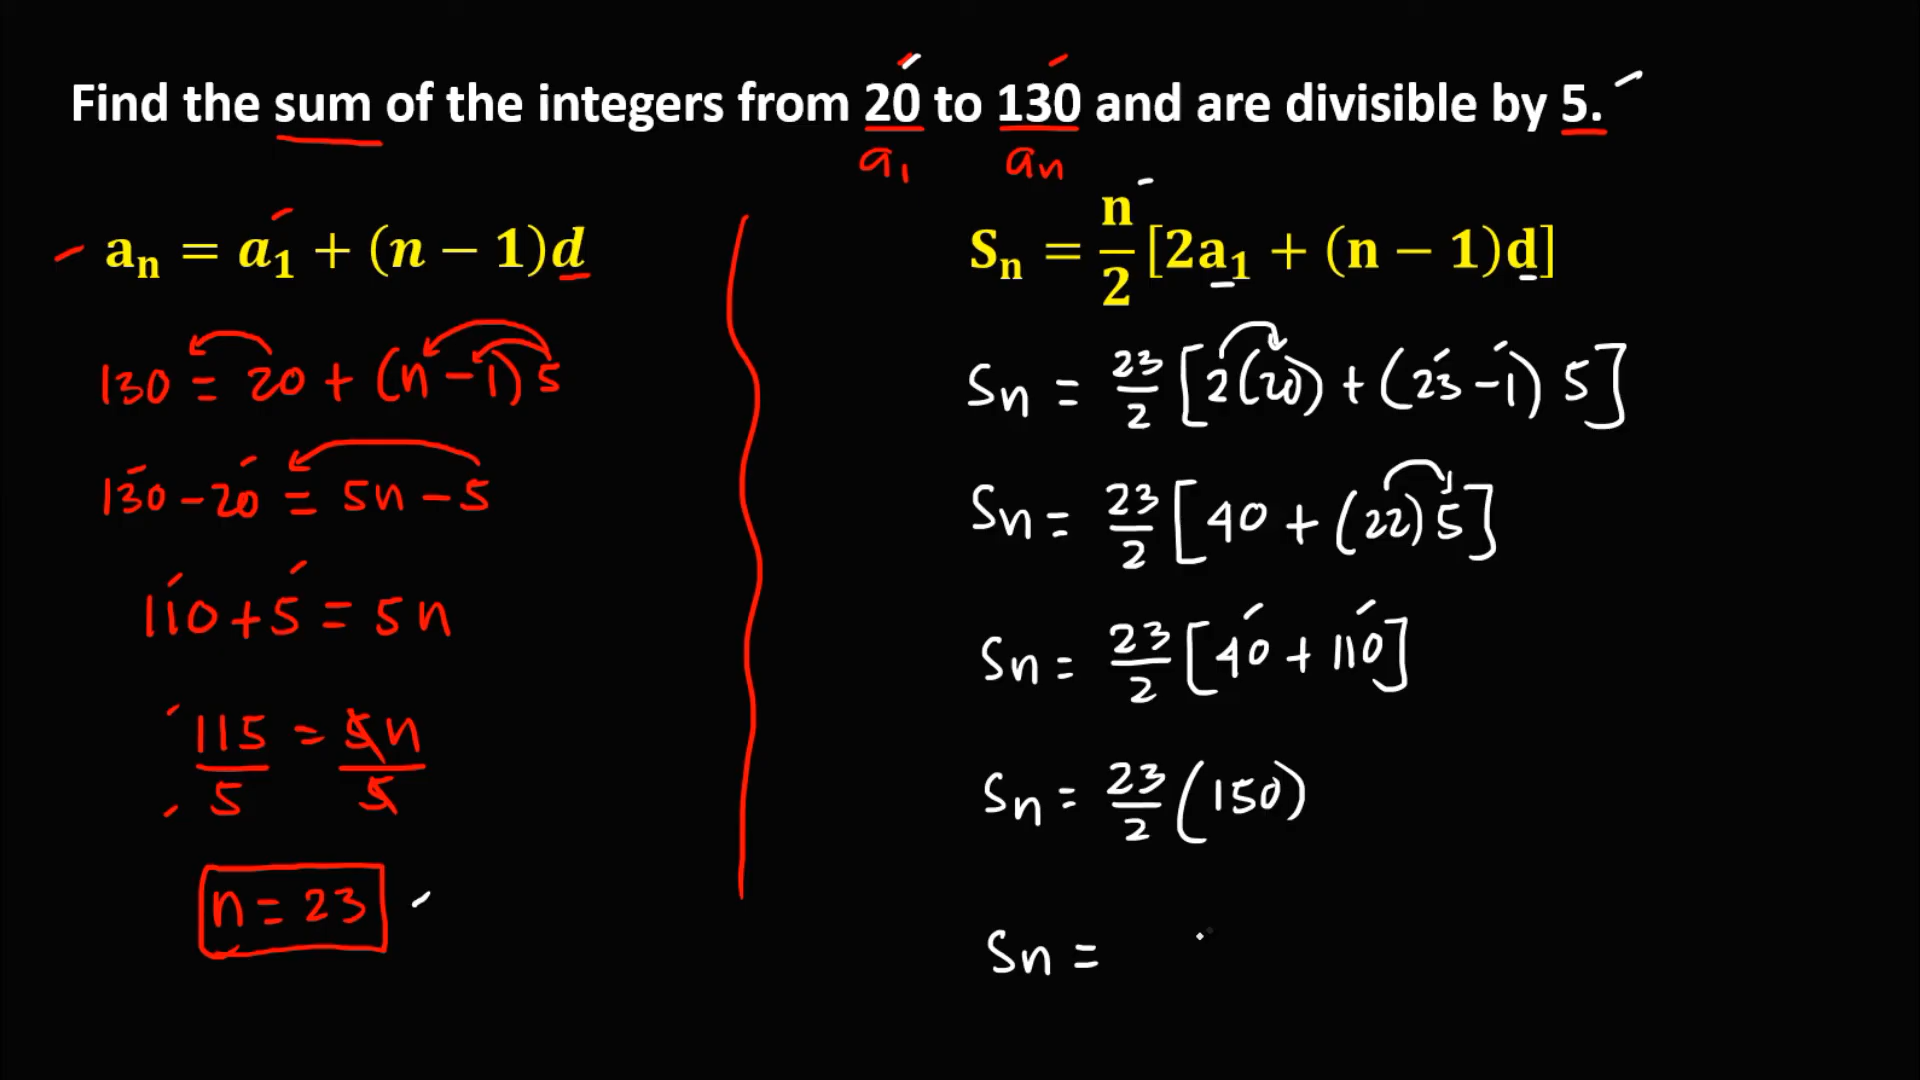 Find the sum of the integers from 20 to 130 and are divisible by 5.
a₁ aₙ
aₙ = a₁ + (n − 1)d
130 = 20 + (n − 1) 5
130 − 20 = 5n − 5
110 + 5 = 5n
115/5 = 5n/5
n = 23
Sₙ = n/2 [2a₁ + (n − 1)d]
Sn = 23/2 [2(20) + (23 − 1) 5]
Sn = 23/2 [40 + (22) 5]
Sn = 23/2 [40 + 110]
Sn = 23/2 (150)
Sn =